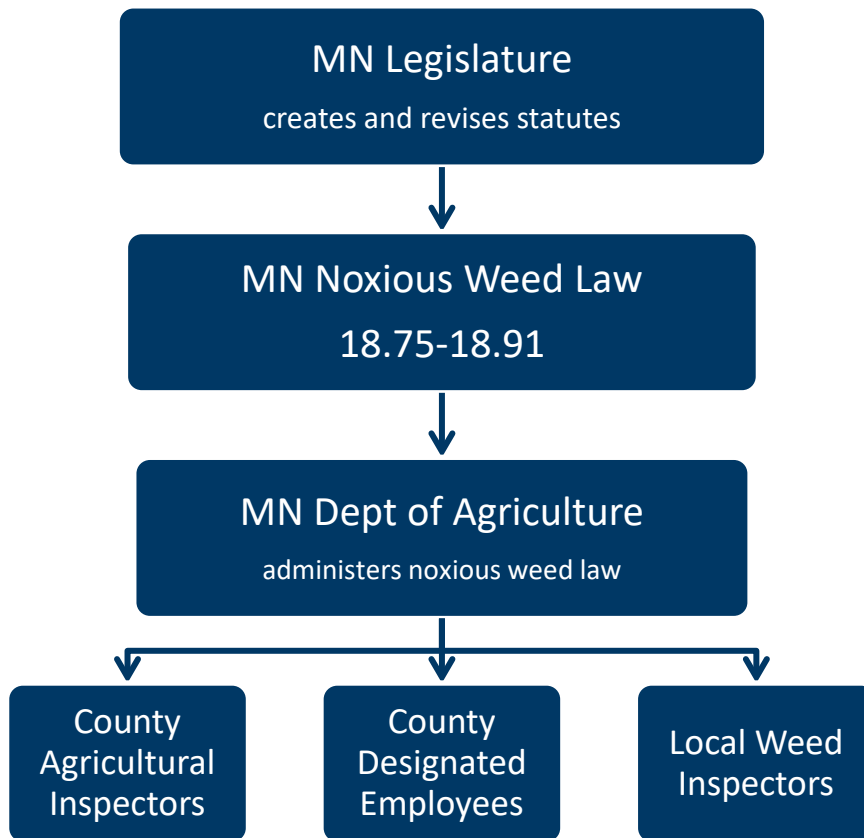 MN Legislature
creates and revises statutes
MN Noxious Weed Law
18.75-18.91
MN Dept of Agriculture
administers noxious weed law
County
Agricultural
Inspectors
County
Designated
Employees
Local Weed
Inspectors